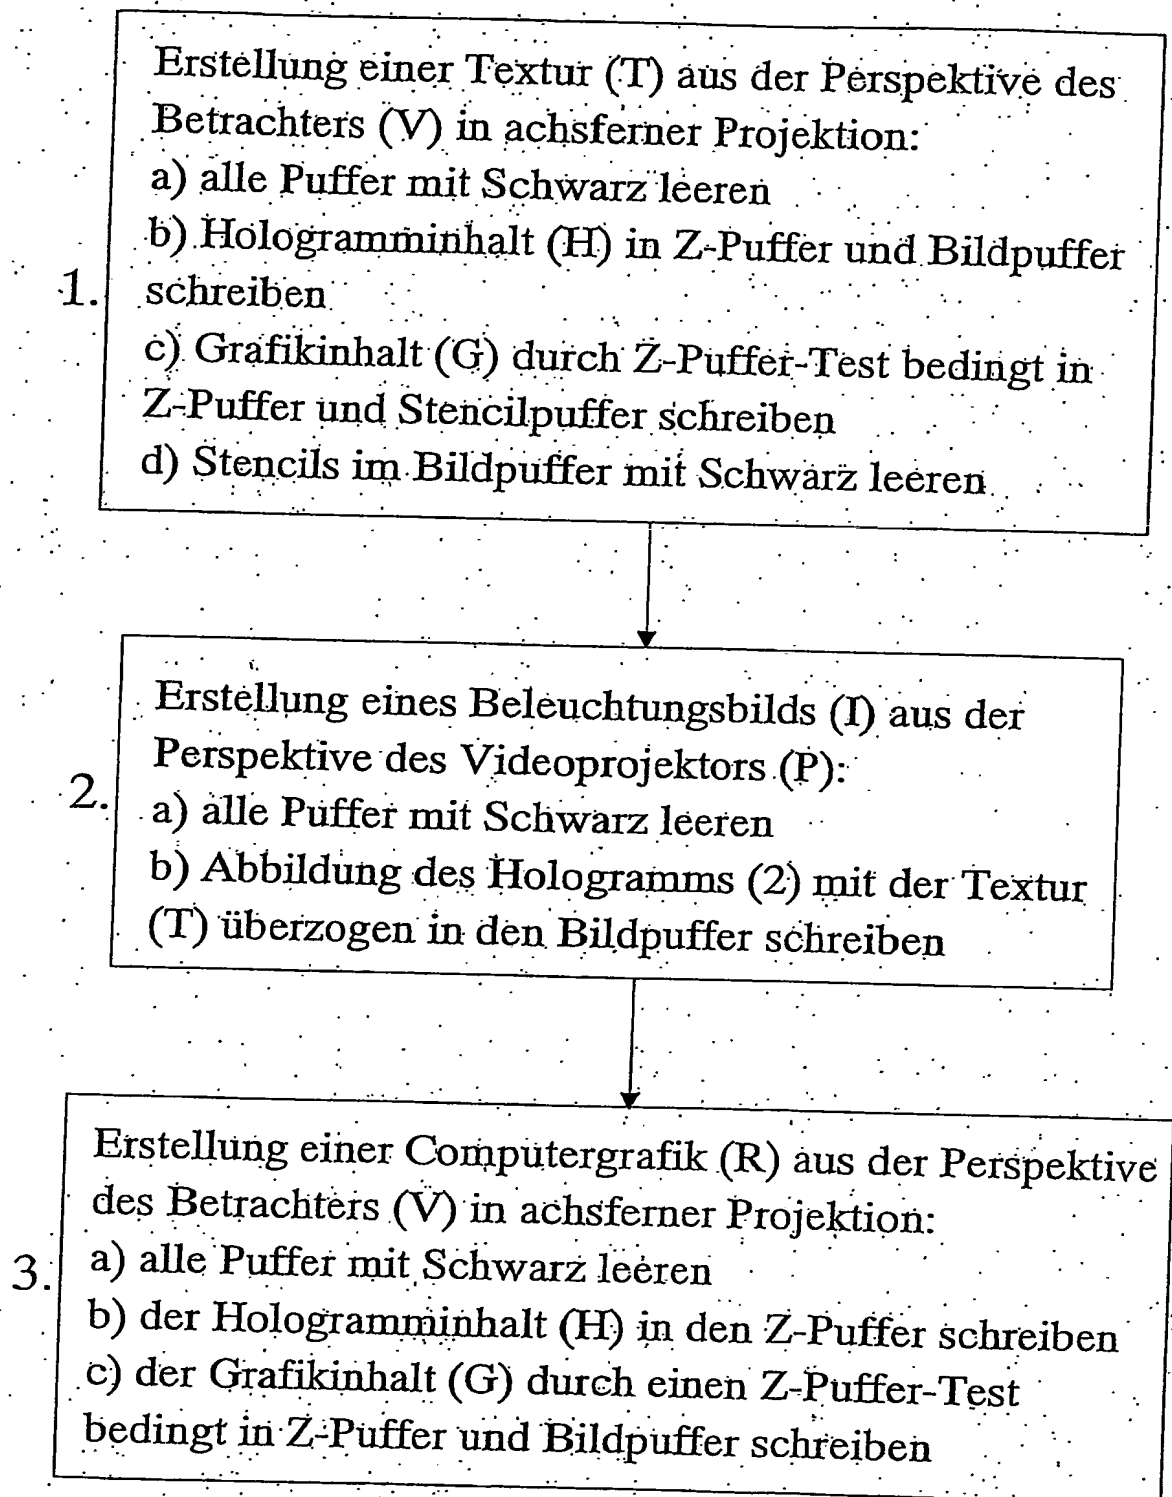 Erstellung einer Textur (T) aus der Perspektive des
Betrachters (V) in achsferner Projektion:
a) alle Puffer mit Schwarz leeren
b) Hologramminhalt (H) in Z-Puffer und Bildpuffer
1.
schreiben
c) Grafikinhalt (G) durch Z-Puffer-Test bedingt in
Z-Puffer und Stencilpuffer schreiben
d) Stencils im Bildpuffer mit Schwarz leeren
Erstellung eines Beleuchtungsbilds (I) aus der
Perspektive des Videoprojektors (P):
2.
a) alle Puffer mit Schwarz leeren
b) Abbildung des Hologramms (2) mit der Textur
(T) überzogen in den Bildpuffer schreiben
Erstellung einer Computergrafik (R) aus der Perspektive
des Betrachters (V) in achsferner Projektion:
3.
a) alle Puffer mit Schwarz leeren
b) der Hologramminhalt (H) in den Z-Puffer schreiben
c) der Grafikinhalt (G) durch einen Z-Puffer-Test
bedingt in Z-Puffer und Bildpuffer schreiben